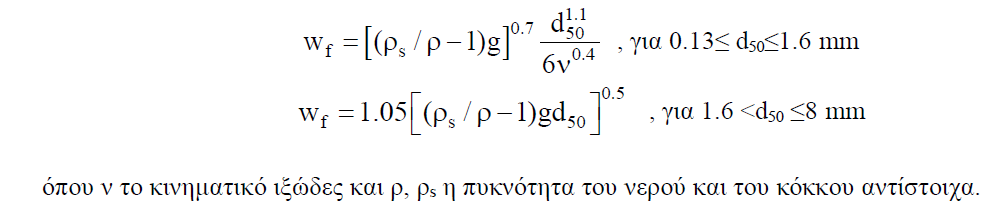 w_f = [(ρ_s / ρ − 1)g]^0.7 d_50^1.1 / 6ν^0.4 , για 0.13≤ d_50≤1.6 mm
w_f = 1.05[(ρ_s / ρ − 1)gd_50]^0.5 , για 1.6 <d_50 ≤8 mm
όπου ν το κινηματικό ιξώδες και ρ, ρ_s η πυκνότητα του νερού και του κόκκου αντίστοιχα.